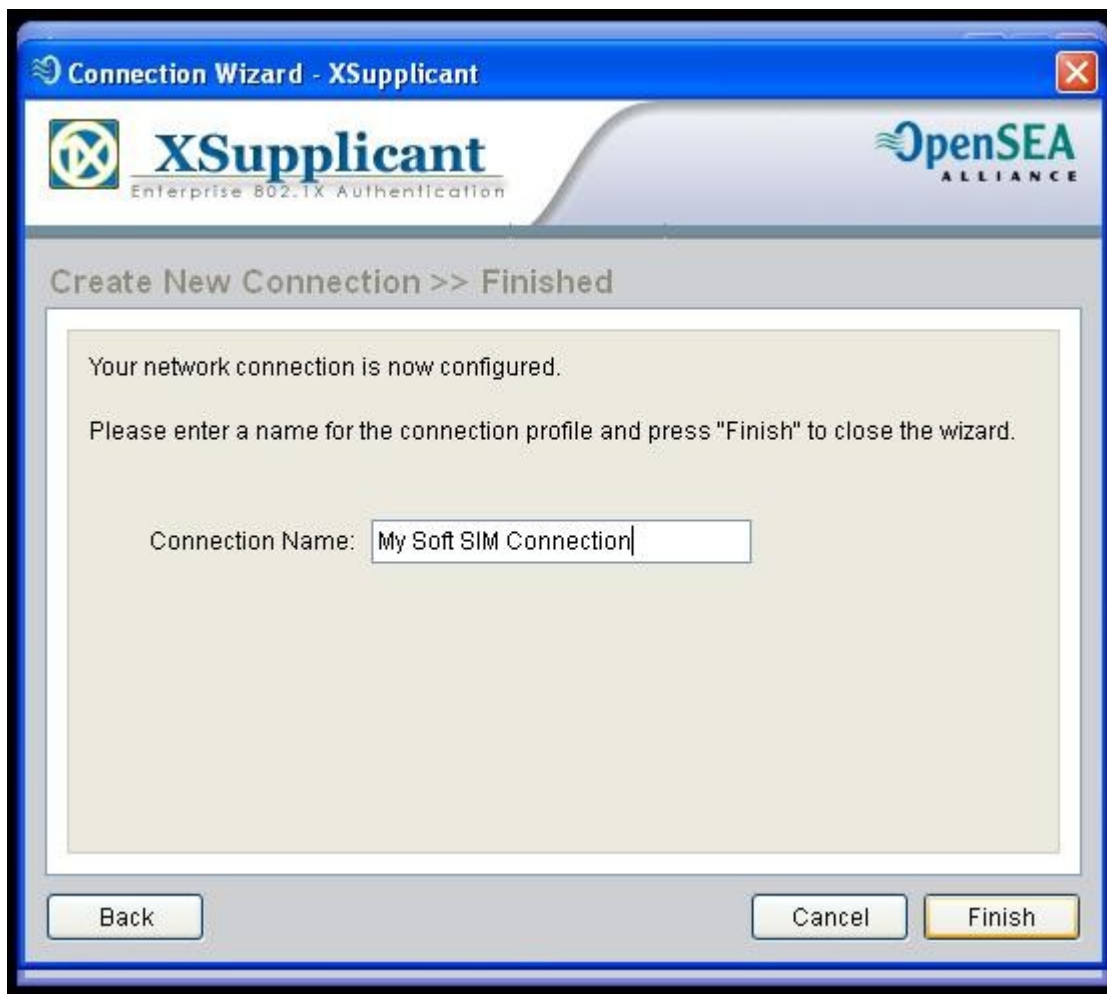 Connection Wizard - XSupplicant
1X XSupplicant
Enterprise 802.1X Authentication
OpenSEA
ALLIANCE
Create New Connection >> Finished
Your network connection is now configured.
Please enter a name for the connection profile and press "Finish" to close the wizard.
Connection Name: My Soft SIM Connection
Back Cancel Finish